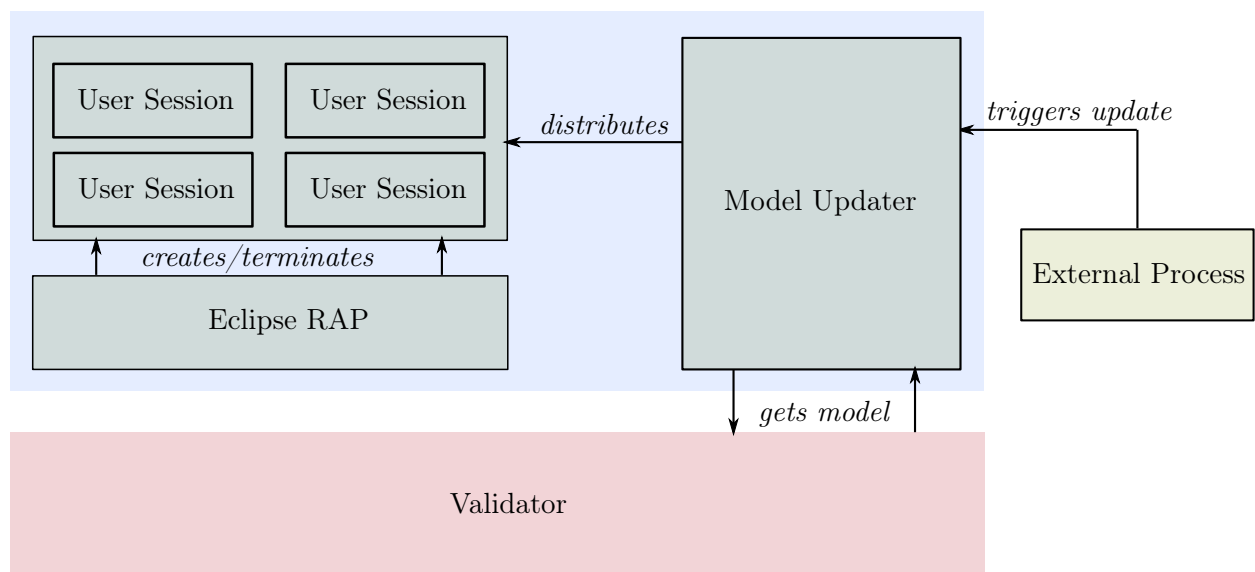 User Session
User Session
distributes
triggers update
User Session
User Session
Model Updater
creates/terminates
External Process
Eclipse RAP
gets model
Validator